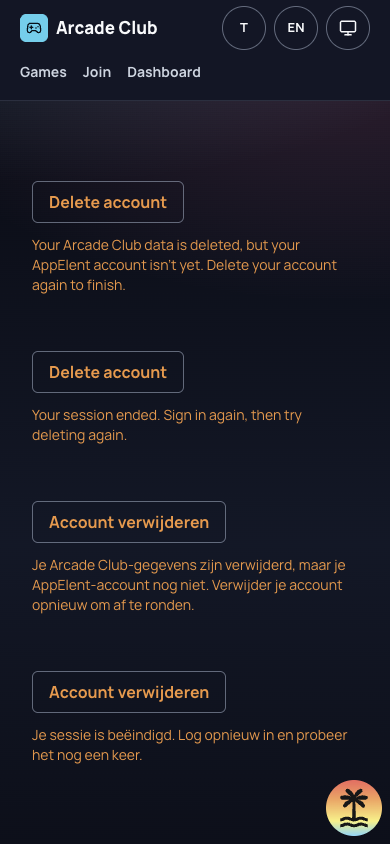 Arcade Club
T
EN
Games Join Dashboard
Delete account
Your Arcade Club data is deleted, but your
AppElent account isn't yet. Delete your account
again to finish.
Delete account
Your session ended. Sign in again, then try
deleting again.
Account verwijderen
Je Arcade Club-gegevens zijn verwijderd, maar je
AppElent-account nog niet. Verwijder je account
opnieuw om af te ronden.
Account verwijderen
Je sessie is beëindigd. Log opnieuw in en probeer
het nog een keer.